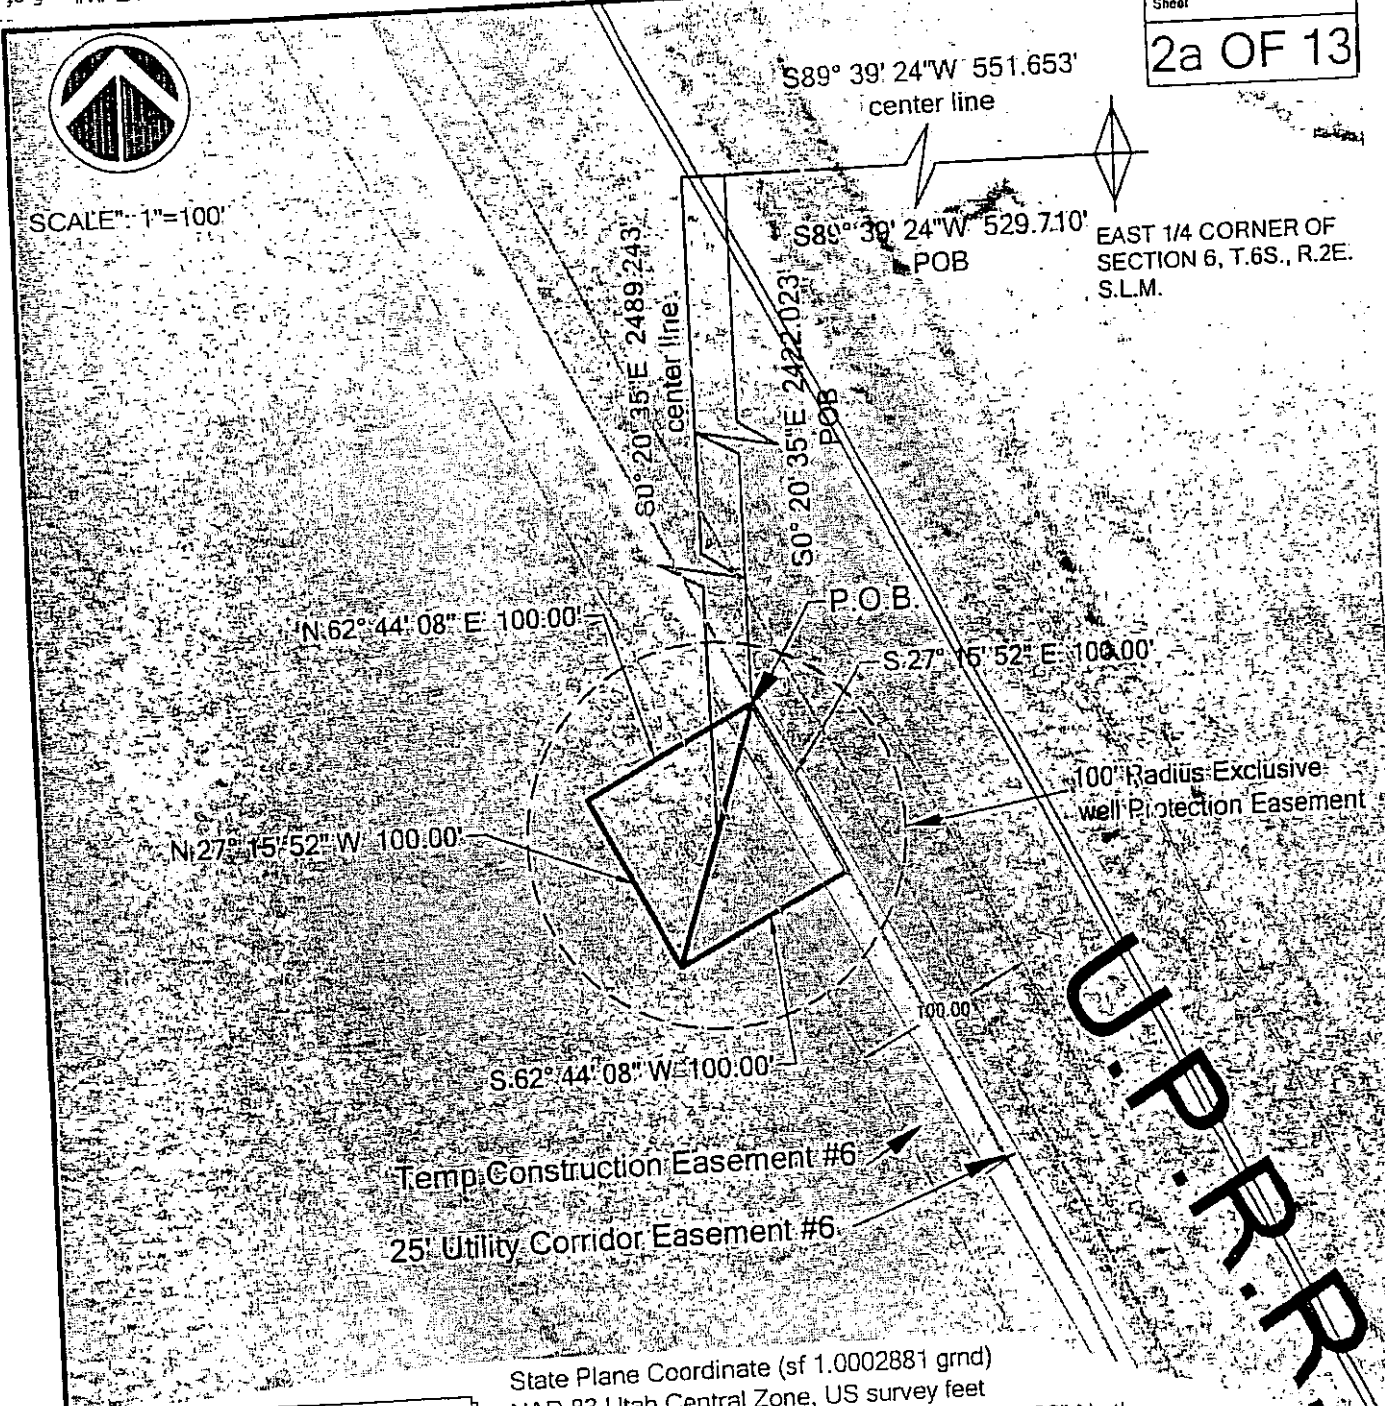 Sheet
2a OF 13
S89° 39' 24"W 551.653'
center line
SCALE": 1"=100'
S89° 39' 24"W 529.710'
POB
EAST 1/4 CORNER OF
SECTION 6, T.6S., R.2E.
S.L.M.
S0° 20' 35"E 2489.243'
center line
S0° 20' 35"E 2422.023'
POB
P.O.B.
N.62° 44' 08" E. 100.00'
S.27° 15' 52" E. 100.00'
100' Radius Exclusive
well Protection Easement
N.27° 15' 52" W. 100.00'
100.00'
S.62° 44' 08" W. 100.00'
Temp Construction Easement #6
25' Utility Corridor Easement #6
U.P.R.R.
State Plane Coordinate (sf 1.0002881 grnd)
NAD 83 Utah Central Zone, US survey feet